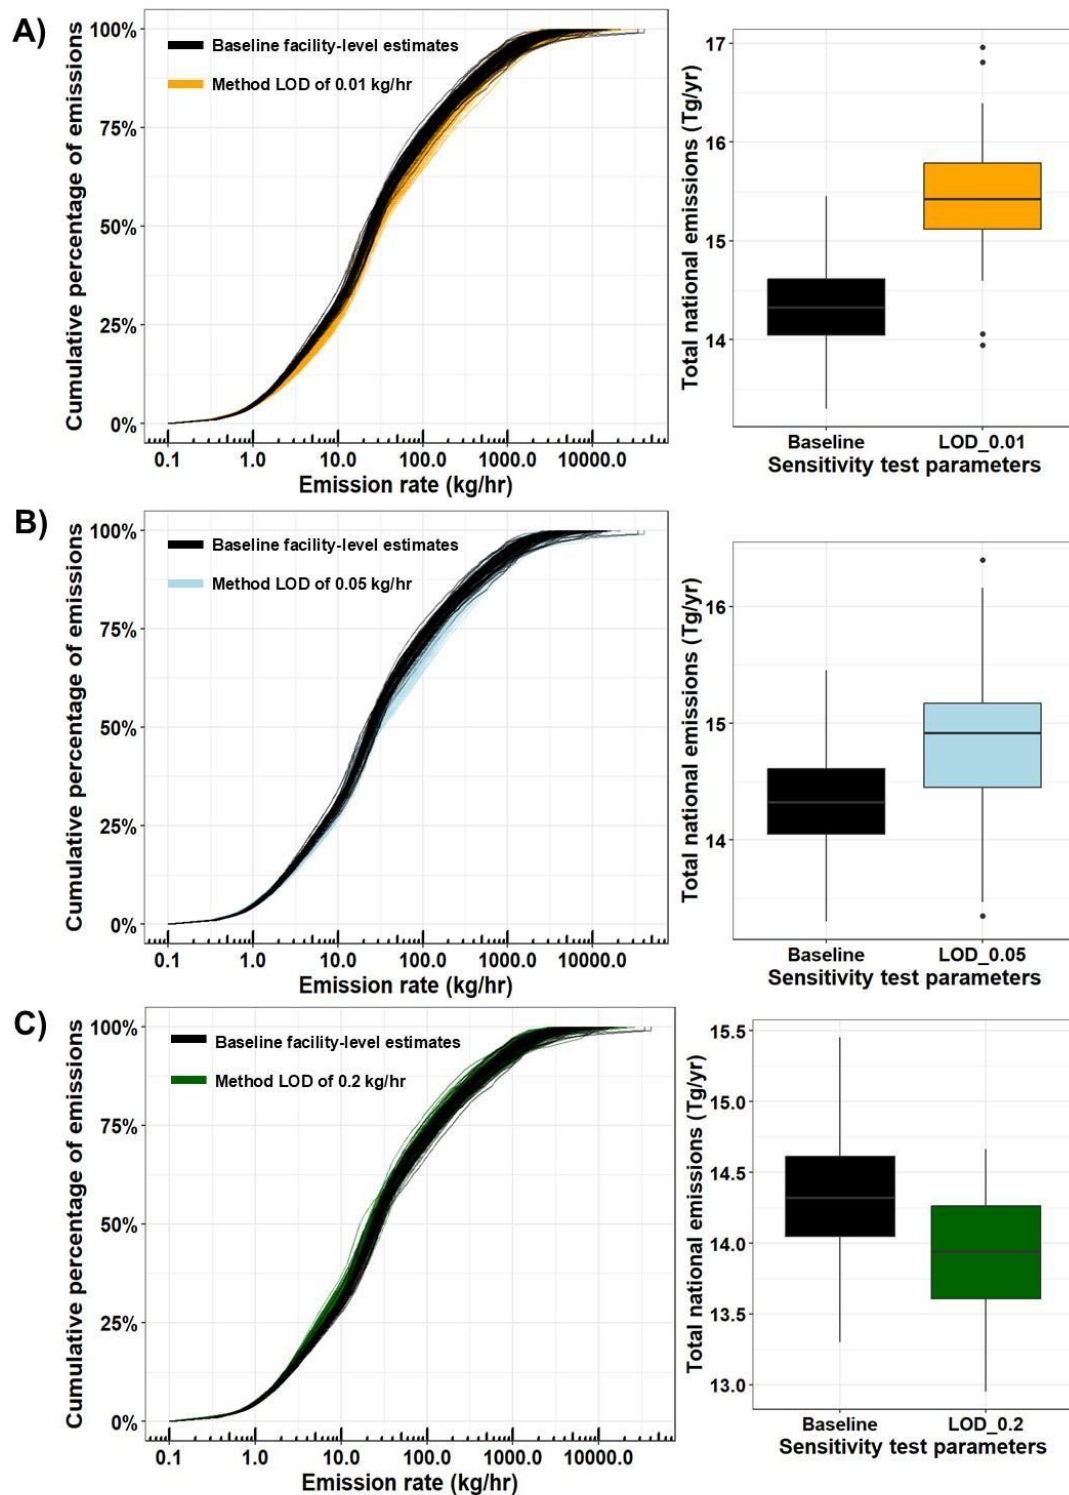 A)
Baseline facility-level estimates
Method LOD of 0.01 kg/hr
Cumulative percentage of emissions
100%
75%
50%
25%
0%
0.1 1.0 10.0 100.0 1000.0 10000.0
Emission rate (kg/hr)
Total national emissions (Tg/yr)
17
16
15
14
Baseline LOD_0.01
Sensitivity test parameters
B)
Baseline facility-level estimates
Method LOD of 0.05 kg/hr
Cumulative percentage of emissions
100%
75%
50%
25%
0%
0.1 1.0 10.0 100.0 1000.0 10000.0
Emission rate (kg/hr)
Total national emissions (Tg/yr)
16
15
14
Baseline LOD_0.05
Sensitivity test parameters
C)
Baseline facility-level estimates
Method LOD of 0.2 kg/hr
Cumulative percentage of emissions
100%
75%
50%
25%
0%
0.1 1.0 10.0 100.0 1000.0 10000.0
Emission rate (kg/hr)
Total national emissions (Tg/yr)
15.5
15.0
14.5
14.0
13.5
13.0
Baseline LOD_0.2
Sensitivity test parameters